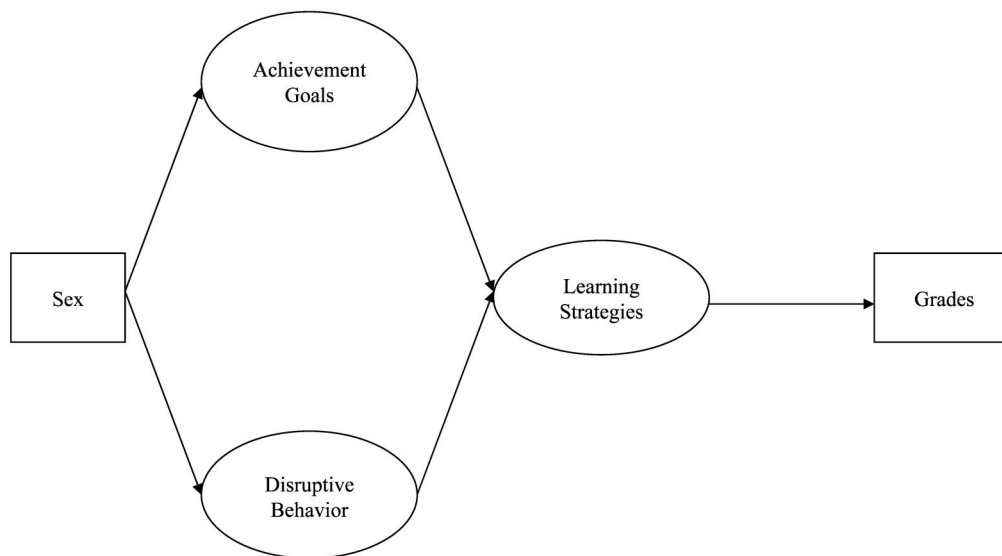 Achievement
Goals
Sex
Learning
Strategies
Grades
Disruptive
Behavior